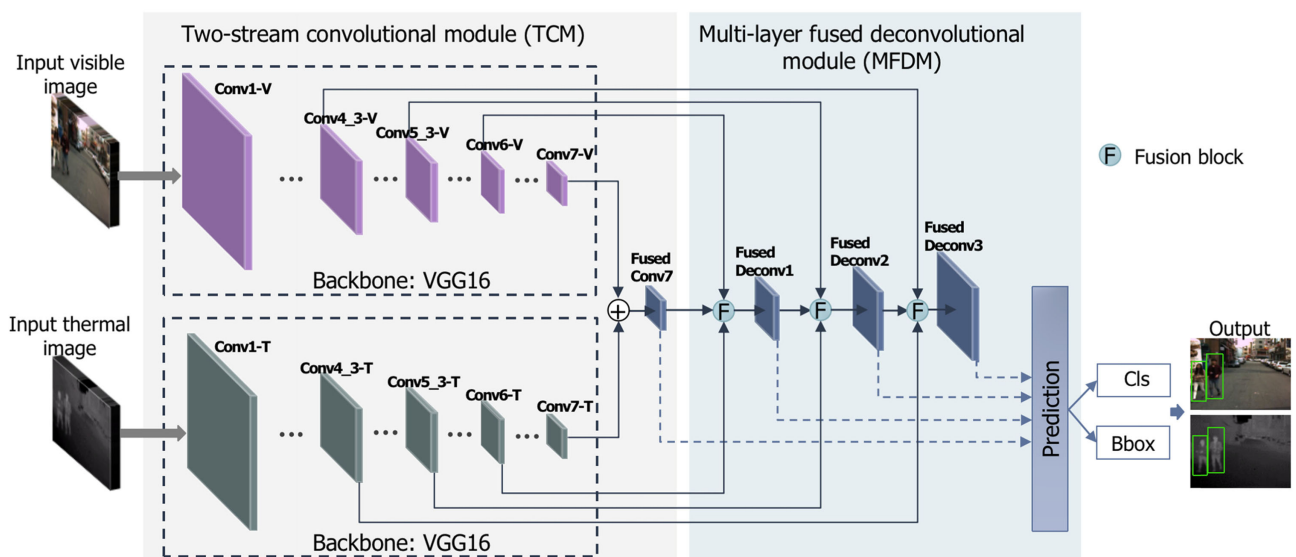 Two-stream convolutional module (TCM)
Multi-layer fused deconvolutional
module (MFDM)
Input visible
image
Conv1-V
Conv4_3-V
Conv5_3-V
Conv6-V
Conv7-V
Backbone: VGG16
F Fusion block
Input thermal
image
Conv1-T
Conv4_3-T
Conv5_3-T
Conv6-T
Conv7-T
Backbone: VGG16
Fused
Conv7
F
Fused
Deconv1
F
Fused
Deconv2
F
Fused
Deconv3
Prediction
Cls
Bbox
Output